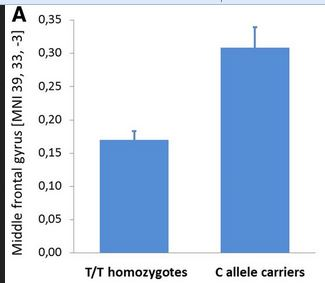 A
Middle frontal gyrus [MNI 39, 33, -3]
0,35
0,30
0,25
0,20
0,15
0,10
0,05
0,00
T/T homozygotes
C allele carriers